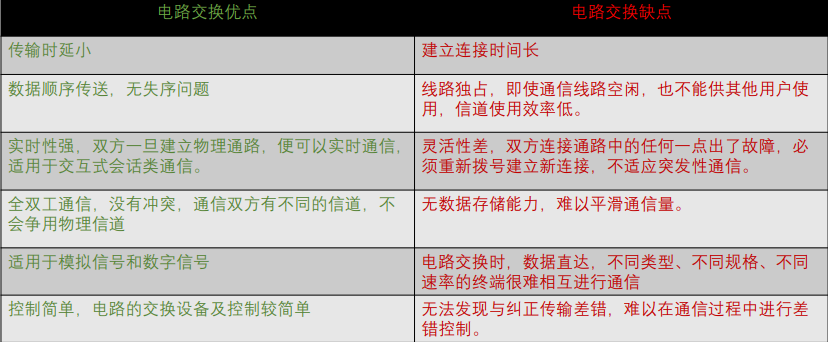 电路交换优点
电路交换缺点
传输时延小
建立连接时间长
数据顺序传送，无失序问题
线路独占，即使通信线路空闲，也不能供其他用户使
用，信道使用效率低。
实时性强，双方一旦建立物理通路，便可以实时通信，
适用于交互式会话类通信。
灵活性差，双方连接通路中的任何一点出了故障，必
须重新拨号建立新连接，不适应突发性通信。
全双工通信，没有冲突，通信双方有不同的信道，不
会争用物理信道
无数据存储能力，难以平滑通信量。
适用于模拟信号和数字信号
电路交换时，数据直达，不同类型、不同规格、不同
速率的终端很难相互进行通信
控制简单，电路的交换设备及控制较简单
无法发现与纠正传输差错，难以在通信过程中进行差
错控制。